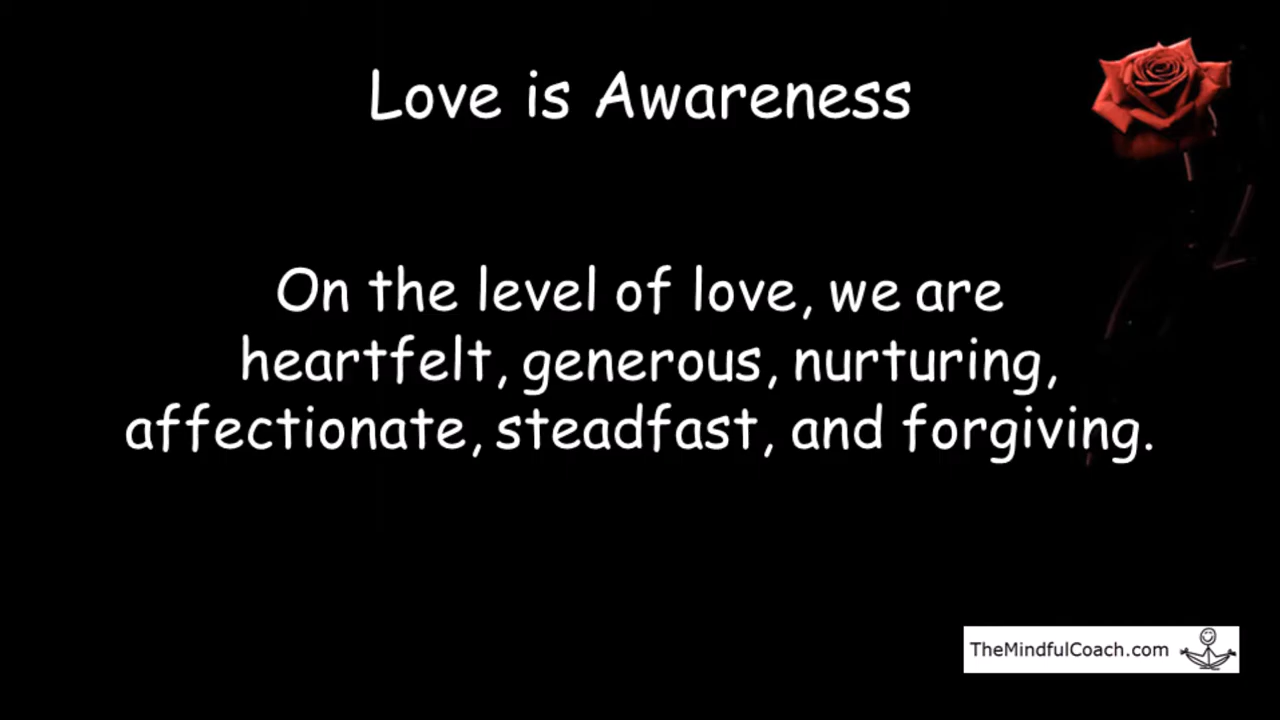 Love is Awareness
On the level of love, we are
heartfelt, generous, nurturing,
affectionate, steadfast, and forgiving.
TheMindfulCoach.com